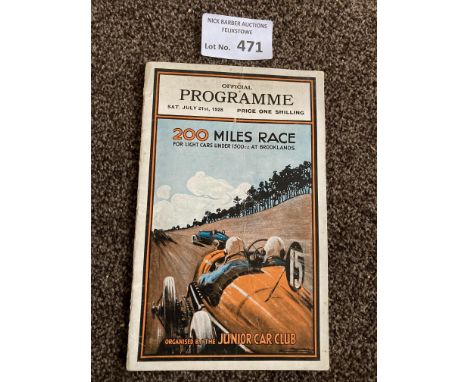 NICK BARBER AUCTIONS
FELIXSTOWE
Lot No. 471
OFFICIAL
PROGRAMME
SAT. JULY 21st, 1928 PRICE ONE SHILLING
200 MILES RACE
FOR LIGHT CARS UNDER 1500cc AT BROOKLANDS.
15
ORGANISED BY THE JUNIOR CAR CLUB